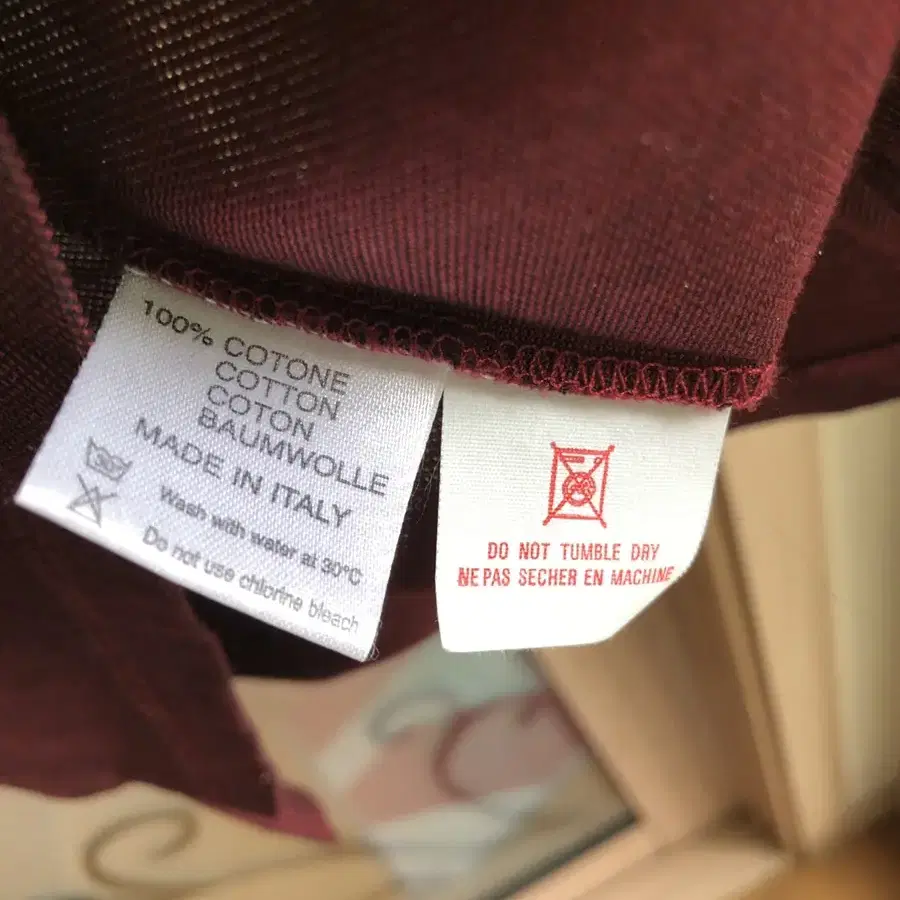 100% COTONE
COTTON
COTON
BAUMWOLLE
MADE IN ITALY
30
Wash with water at 30°C
Do not use chlorine bleach
DO NOT TUMBLE DRY
NE PAS SECHER EN MACHINE